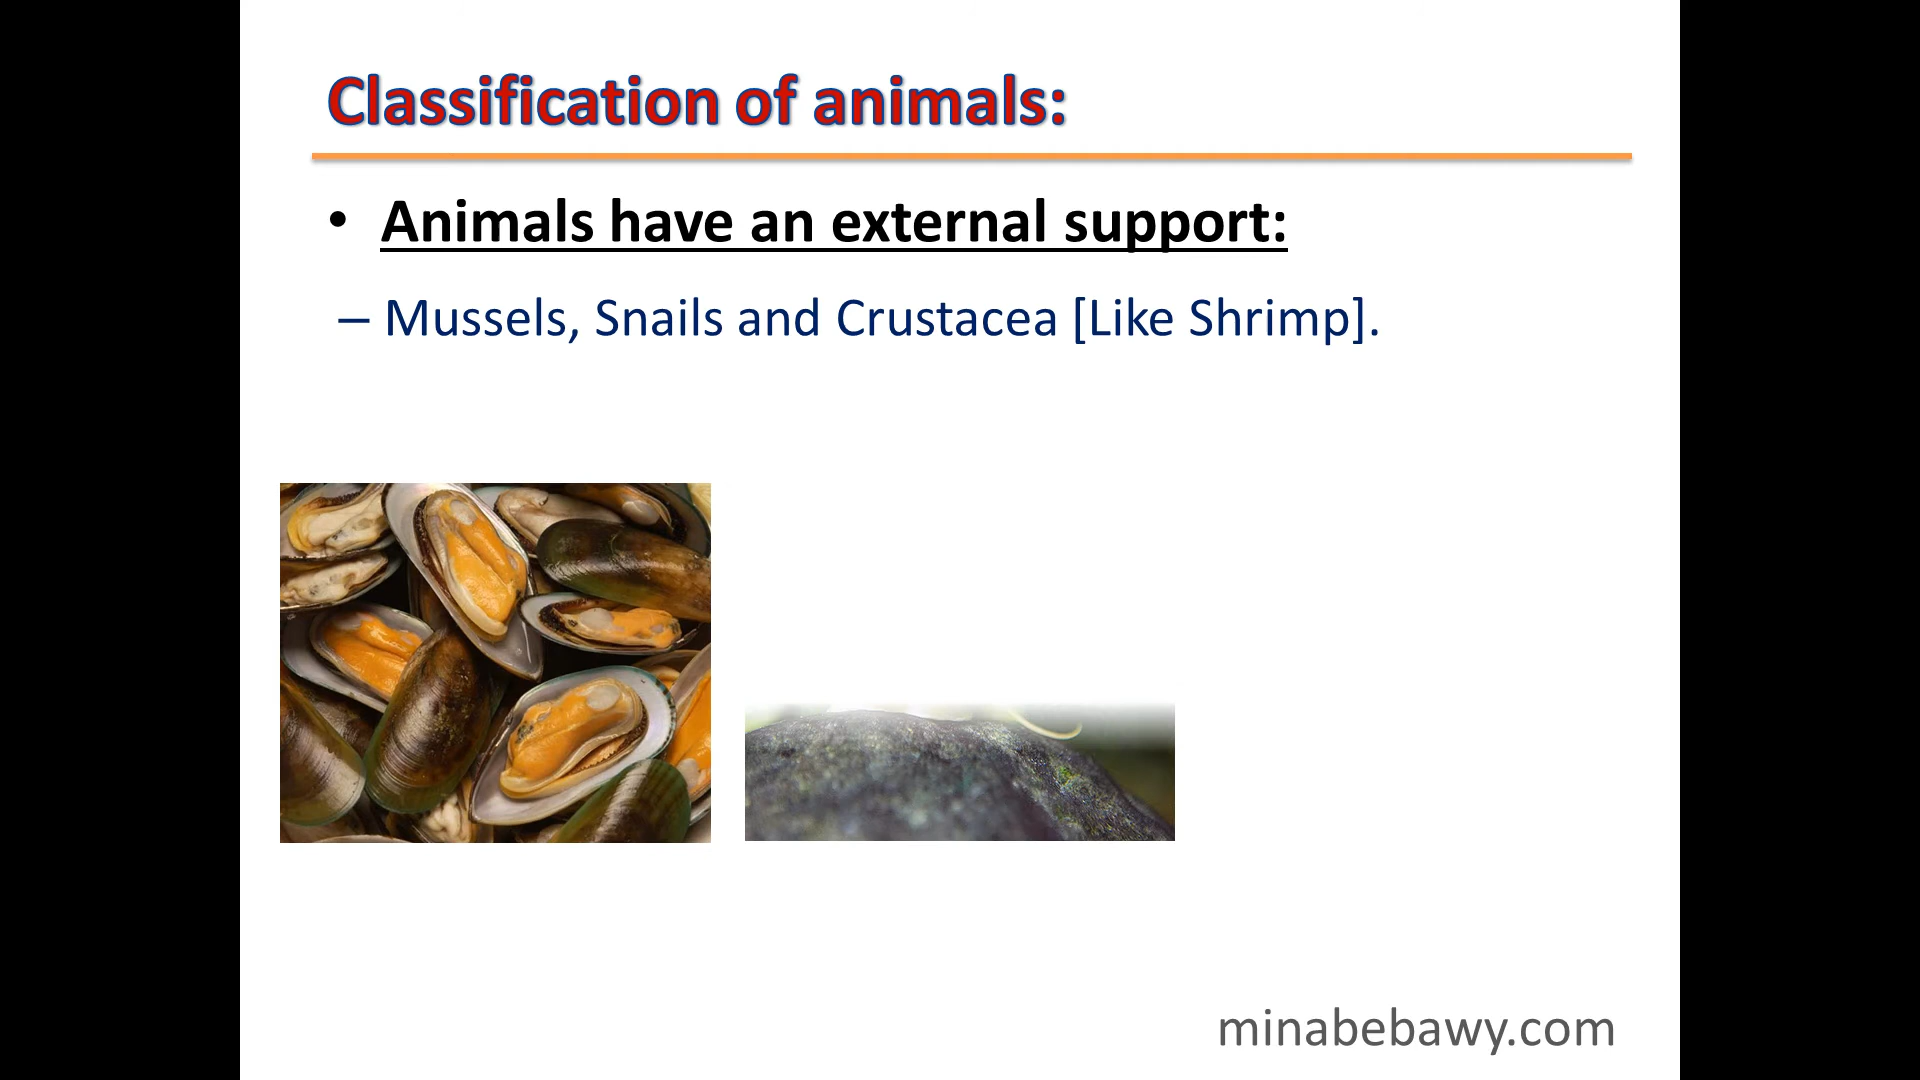 Classification of animals:
• Animals have an external support:
– Mussels, Snails and Crustacea [Like Shrimp].
minabebawy.com